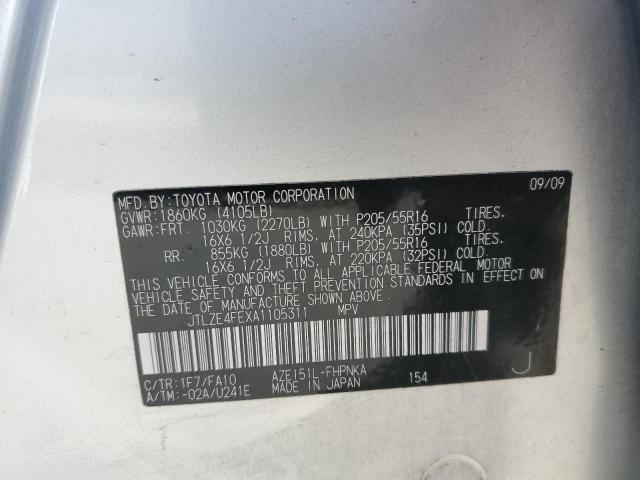 MFD.BY:TOYOTA MOTOR CORPORATION 09/09
GVWR:1860KG (4105LB)
GAWR:FRT. 1030KG (2270LB) WITH P205/55R16 TIRES,
16X6 1/2J RIMS, AT 240KPA (35PSI) COLD.
RR: 855KG (1880LB) WITH P205/55R16 TIRES,
16X6 1/2J RIMS, AT 220KPA (32PSI) COLD.
THIS VEHICLE CONFORMS TO ALL APPLICABLE FEDERAL MOTOR
VEHICLE SAFETY AND THEFT PREVENTION STANDARDS IN EFFECT ON
THE DATE OF MANUFACTURE SHOWN ABOVE.
JTLZE4FEXA1105311 MPV
C/TR:1F7/FA10 AZE151L-FHPNKA 154 J
A/TM:-02A/U241E MADE IN JAPAN